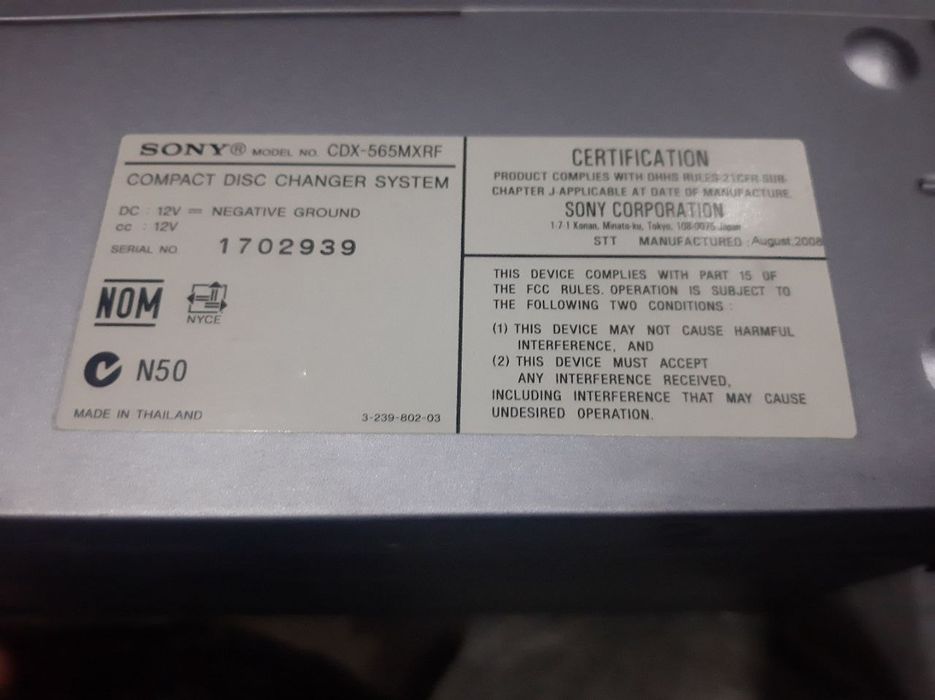 SONY® MODEL NO. CDX-565MXRF
COMPACT DISC CHANGER SYSTEM
DC : 12V ⎓ NEGATIVE GROUND
CC : 12V
SERIAL NO. 1702939
NOM
NYCE
N50
MADE IN THAILAND 3-239-802-03
CERTIFICATION
PRODUCT COMPLIES WITH DHHS RULES 21CFR SUB-
CHAPTER J APPLICABLE AT DATE OF MANUFACTURE.
SONY CORPORATION
1-7-1 Konan, Minato-ku, Tokyo, 108-0075 Japan
STT MANUFACTURED : August,2008
THIS DEVICE COMPLIES WITH PART 15 OF
THE FCC RULES. OPERATION IS SUBJECT TO
THE FOLLOWING TWO CONDITIONS :
(1) THIS DEVICE MAY NOT CAUSE HARMFUL
INTERFERENCE, AND
(2) THIS DEVICE MUST ACCEPT
ANY INTERFERENCE RECEIVED,
INCLUDING INTERFERENCE THAT MAY CAUSE
UNDESIRED OPERATION.